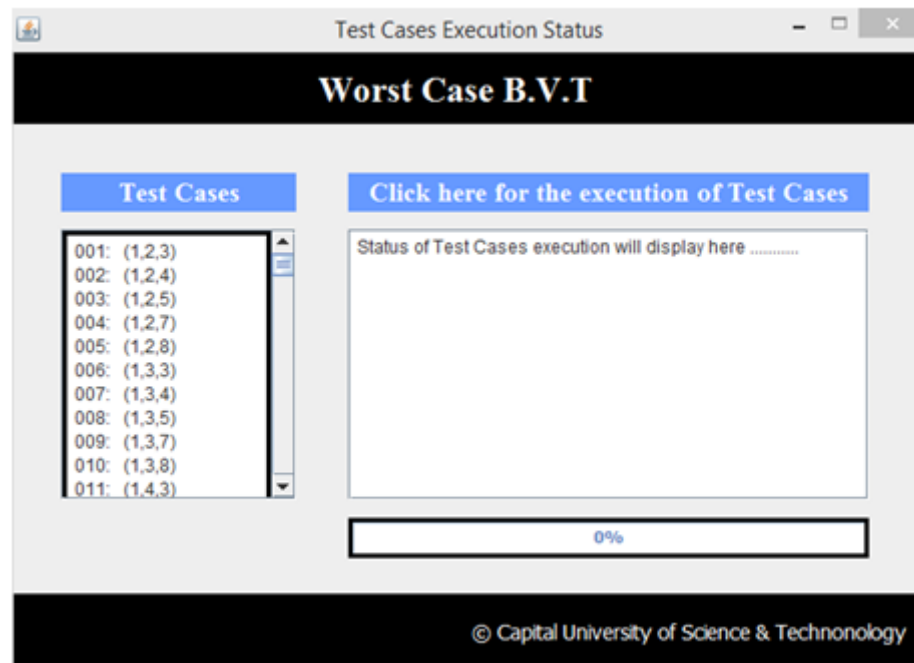 Test Cases Execution Status
Worst Case B.V.T
Test Cases
001: (1,2,3)
002: (1,2,4)
003: (1,2,5)
004: (1,2,7)
005: (1,2,8)
006: (1,3,3)
007: (1,3,4)
008: (1,3,5)
009: (1,3,7)
010: (1,3,8)
011: (1,4,3)
Click here for the execution of Test Cases
Status of Test Cases execution will display here ............
0%
© Capital University of Science & Technonology